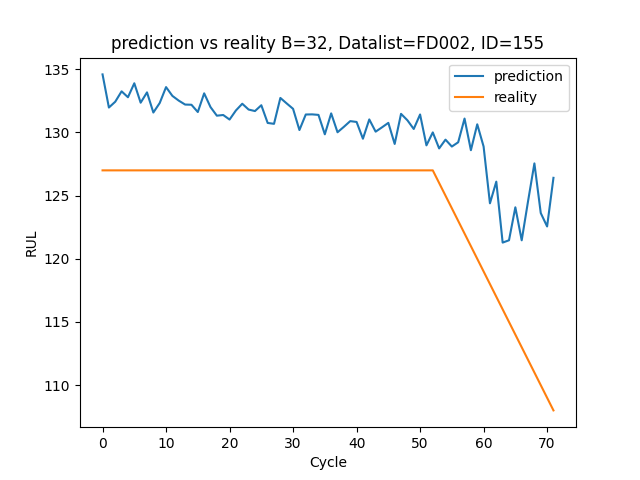 prediction vs reality B=32, Datalist=FD002, ID=155
prediction
reality
135
130
125
120
115
110
RUL
0 10 20 30 40 50 60 70
Cycle